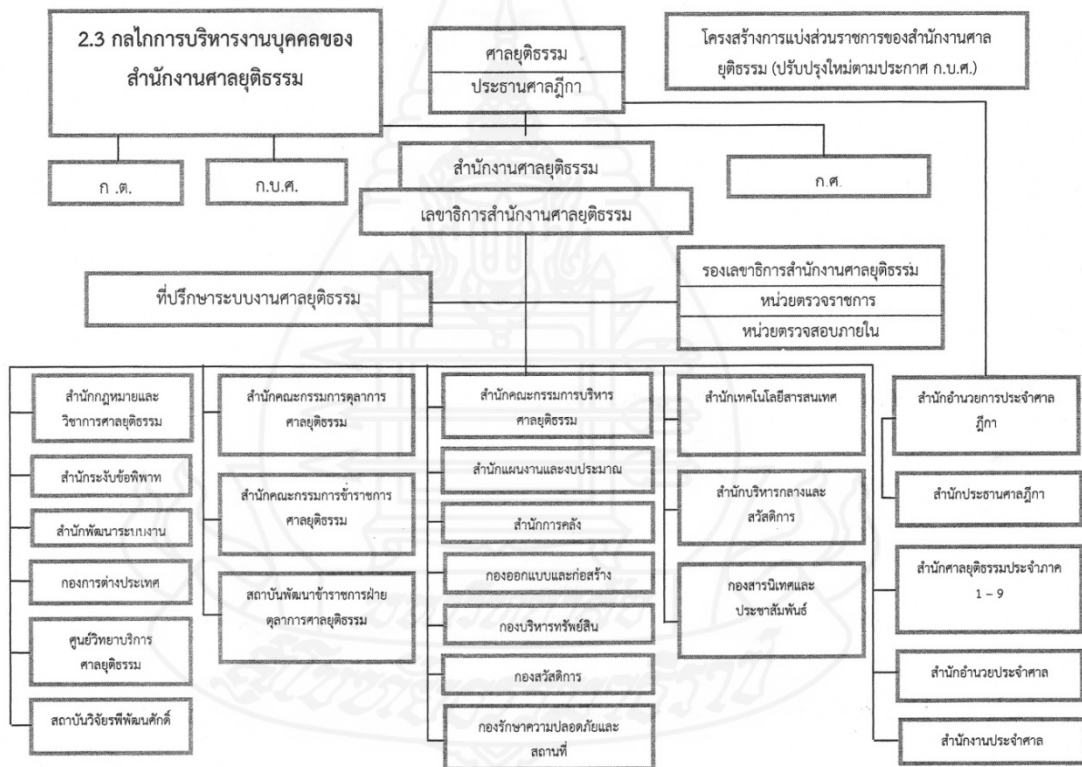 2.3 กลไกการบริหารงานบุคคลของ
สำนักงานศาลยุติธรรม
ศาลยุติธรรม
ประธานศาลฎีกา
โครงสร้างการแบ่งส่วนราชการของสำนักงานศาล
ยุติธรรม (ปรับปรุงใหม่ตามประกาศ ก.บ.ศ.)
ก .ต.
ก.บ.ศ.
สำนักงานศาลยุติธรรม
ก.ศ.
เลขาธิการสำนักงานศาลยุติธรรม
ที่ปรึกษาระบบงานศาลยุติธรรม
รองเลขาธิการสำนักงานศาลยุติธรรม
หน่วยตรวจราชการ
หน่วยตรวจสอบภายใน
สำนักกฎหมายและ
วิชาการศาลยุติธรรม
สำนักระงับข้อพิพาท
สำนักพัฒนาระบบงาน
กองการต่างประเทศ
ศูนย์วิทยาบริการ
ศาลยุติธรรม
สถาบันวิจัยรพีพัฒนศักดิ์
สำนักคณะกรรมการตุลาการ
ศาลยุติธรรม
สำนักคณะกรรมการข้าราชการ
ศาลยุติธรรม
สถาบันพัฒนาข้าราชการฝ่าย
ตุลาการศาลยุติธรรม
สำนักคณะกรรมการบริหาร
ศาลยุติธรรม
สำนักแผนงานและงบประมาณ
สำนักการคลัง
กองออกแบบและก่อสร้าง
กองบริหารทรัพย์สิน
กองสวัสดิการ
กองรักษาความปลอดภัยและ
สถานที่
สำนักเทคโนโลยีสารสนเทศ
สำนักบริหารกลางและ
สวัสดิการ
กองสารนิเทศและ
ประชาสัมพันธ์
สำนักอำนวยการประจำศาล
ฎีกา
สำนักประธานศาลฎีกา
สำนักศาลยุติธรรมประจำภาค
1 – 9
สำนักอำนวยประจำศาล
สำนักงานประจำศาล